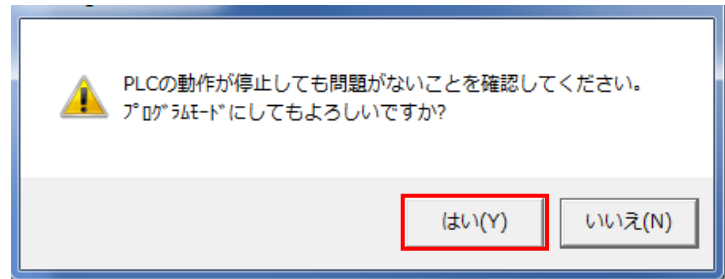 PLCの動作が停止しても問題がないことを確認してください。
ﾌﾟﾛｸﾞﾗﾑﾓｰﾄﾞにしてもよろしいですか?
はい(Y)
いいえ(N)